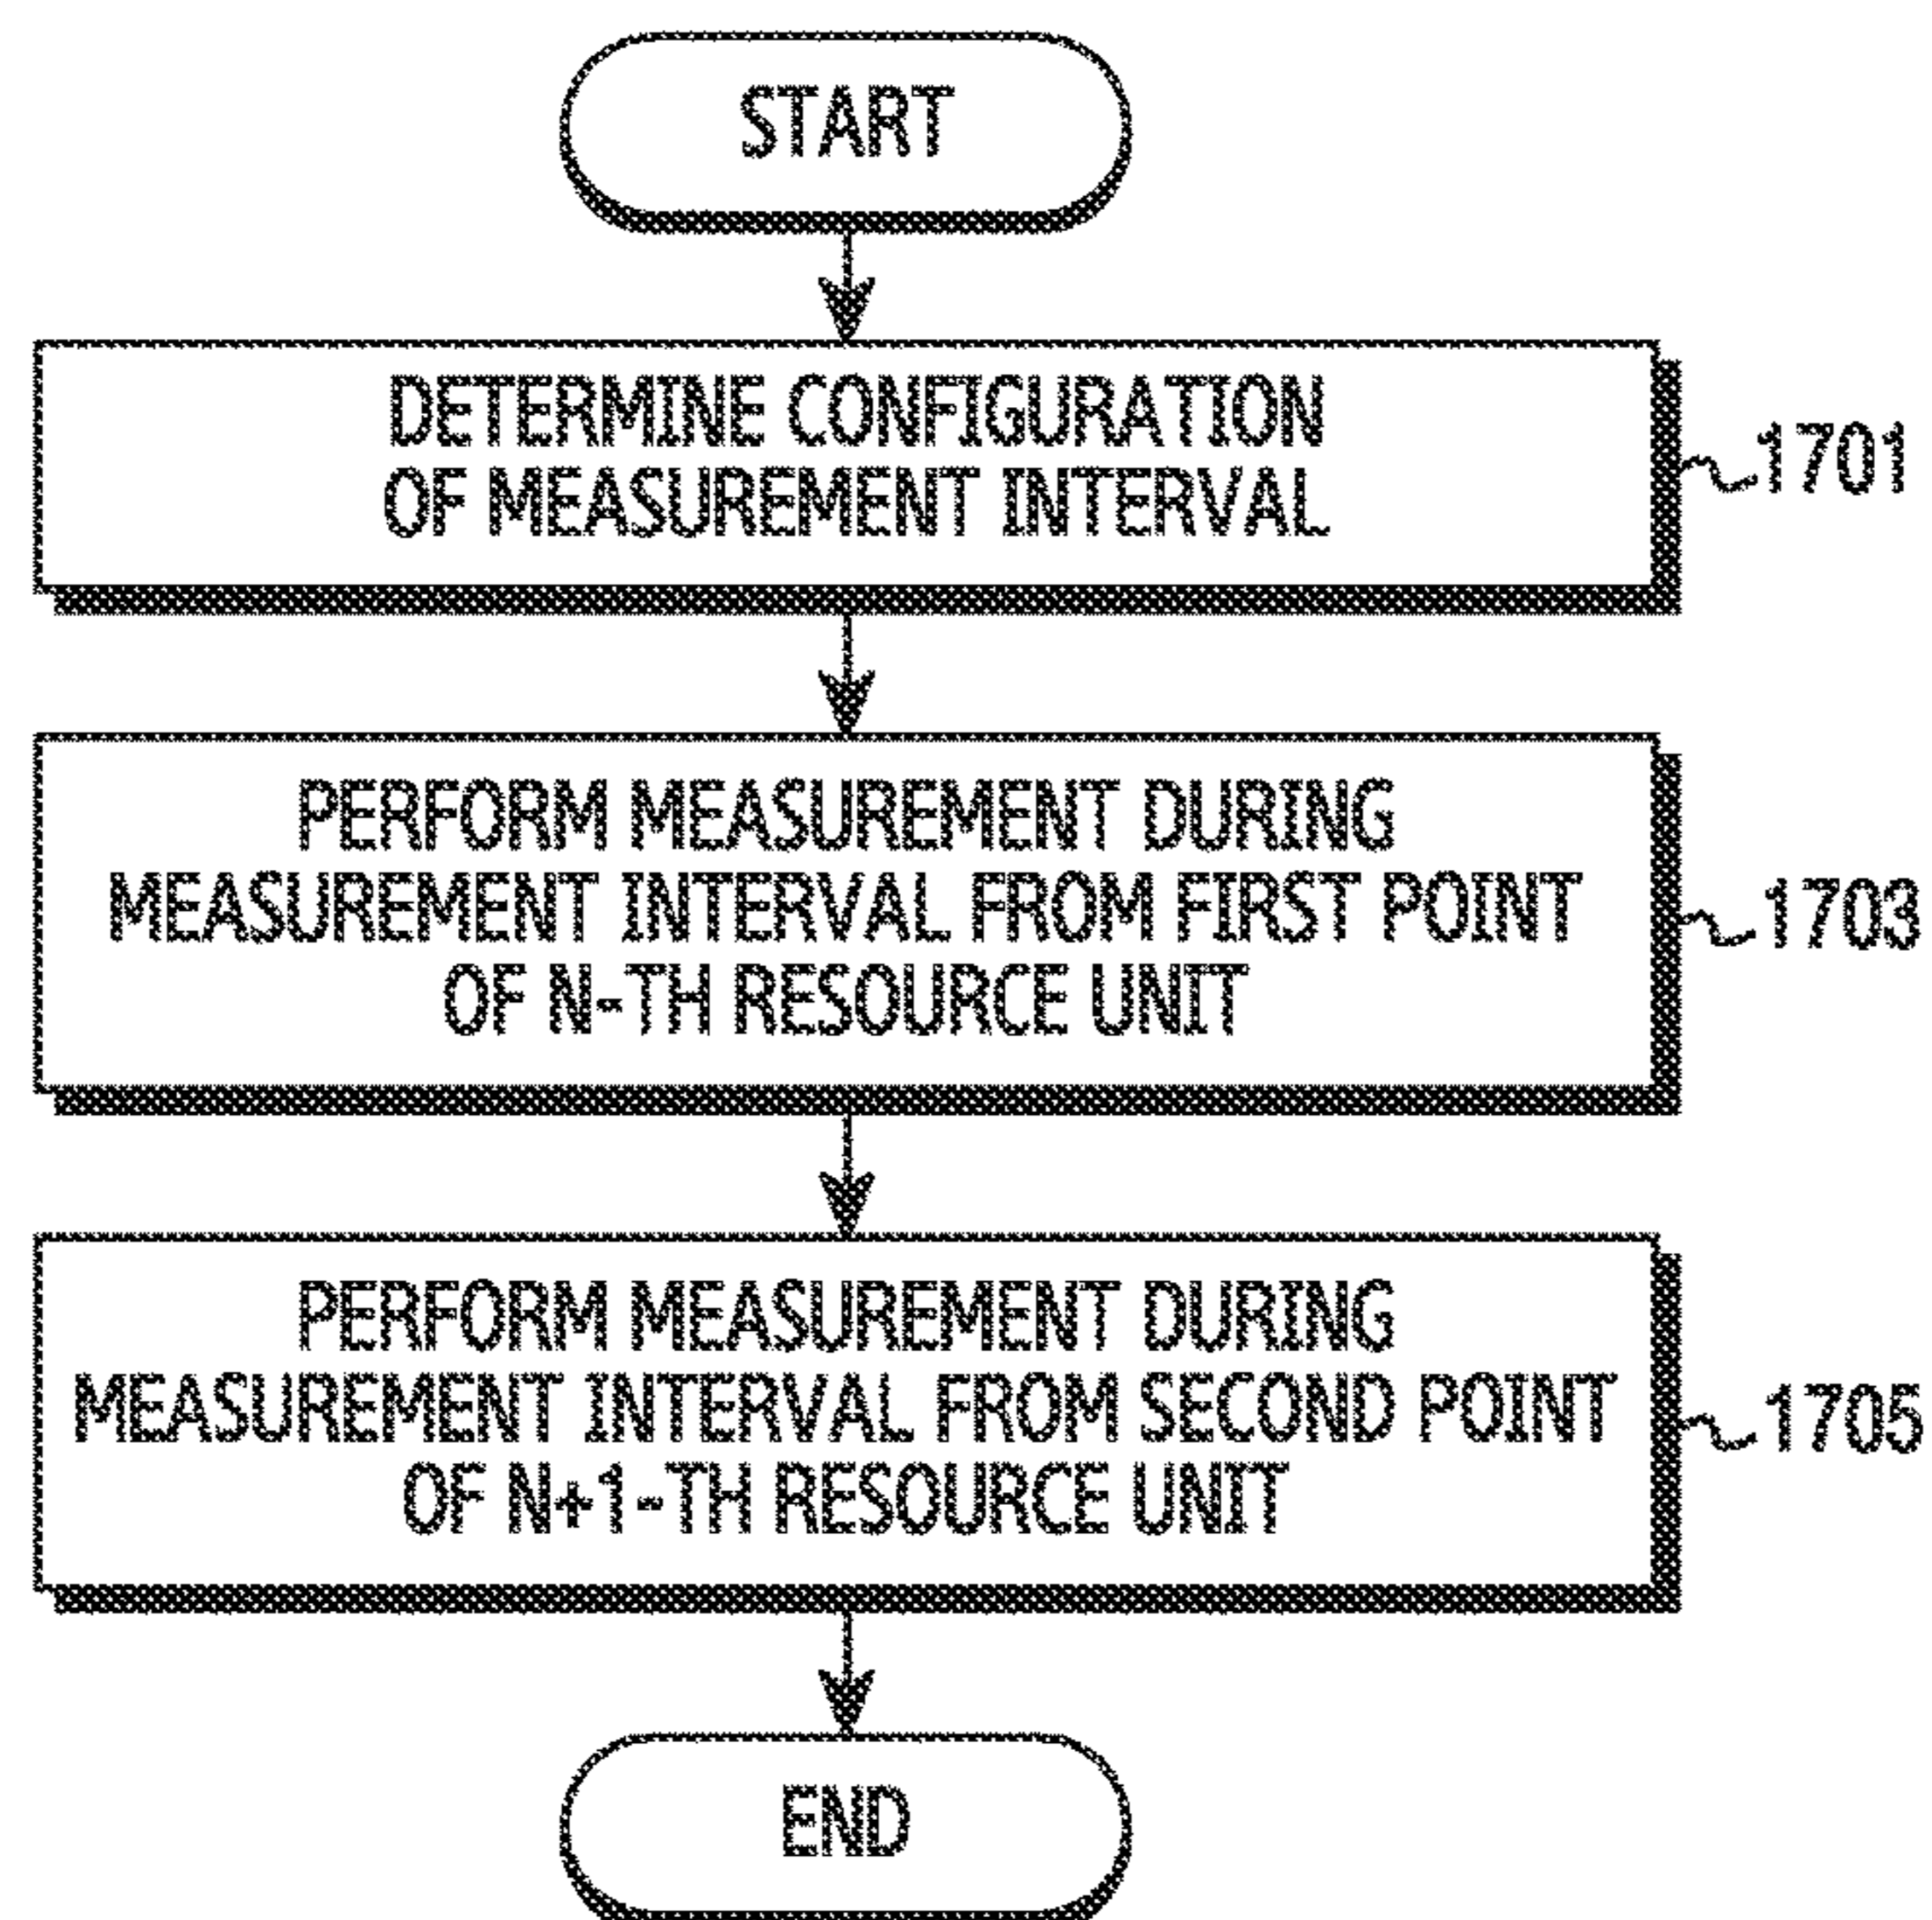 START
DETERMINE CONFIGURATION
OF MEASUREMENT INTERVAL
1701
PERFORM MEASUREMENT DURING
MEASUREMENT INTERVAL FROM FIRST POINT
OF N-TH RESOURCE UNIT
1703
PERFORM MEASUREMENT DURING
MEASUREMENT INTERVAL FROM SECOND POINT
OF N+1-TH RESOURCE UNIT
1705
END